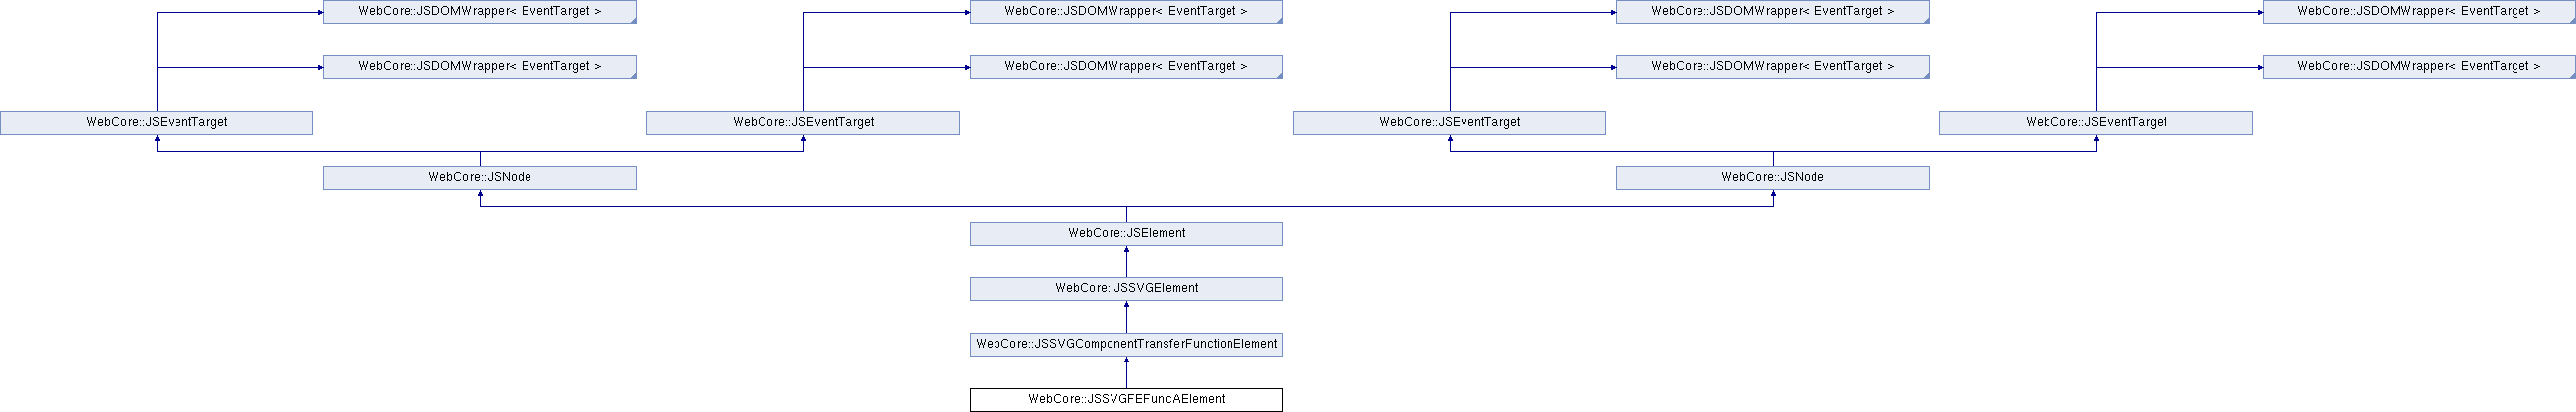 WebCore::JSDOMWrapper< EventTarget >
WebCore::JSDOMWrapper< EventTarget >
WebCore::JSDOMWrapper< EventTarget >
WebCore::JSDOMWrapper< EventTarget >
WebCore::JSDOMWrapper< EventTarget >
WebCore::JSDOMWrapper< EventTarget >
WebCore::JSDOMWrapper< EventTarget >
WebCore::JSDOMWrapper< EventTarget >
WebCore::JSEventTarget
WebCore::JSEventTarget
WebCore::JSEventTarget
WebCore::JSEventTarget
WebCore::JSNode
WebCore::JSNode
WebCore::JSElement
WebCore::JSSVGElement
WebCore::JSSVGComponentTransferFunctionElement
WebCore::JSSVGFEFuncAElement